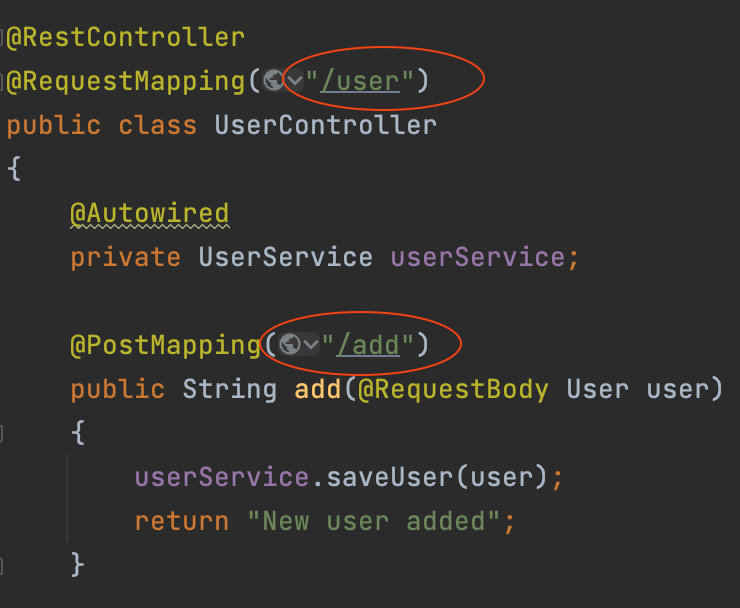 @RestController
@RequestMapping("/user")
public class UserController
{
@Autowired
private UserService userService;
@PostMapping("/add")
public String add(@RequestBody User user)
{
userService.saveUser(user);
return "New user added";
}